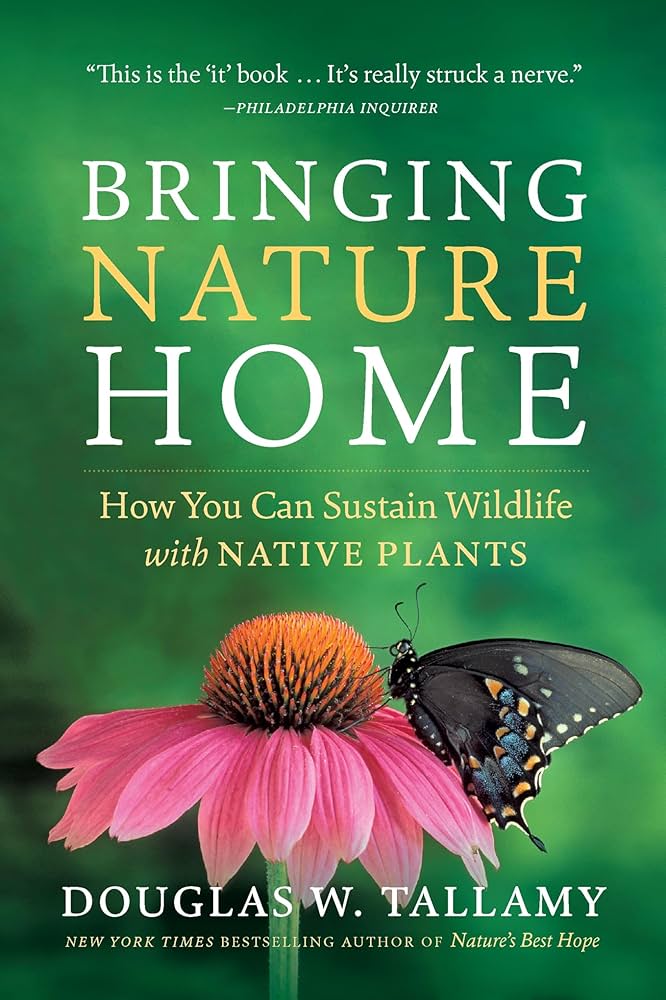 “This is the ‘it’ book … It’s really struck a nerve.”
—PHILADELPHIA INQUIRER
BRINGING
NATURE
HOME
How You Can Sustain Wildlife
with NATIVE PLANTS
DOUGLAS W. TALLAMY
NEW YORK TIMES BESTSELLING AUTHOR OF Nature’s Best Hope